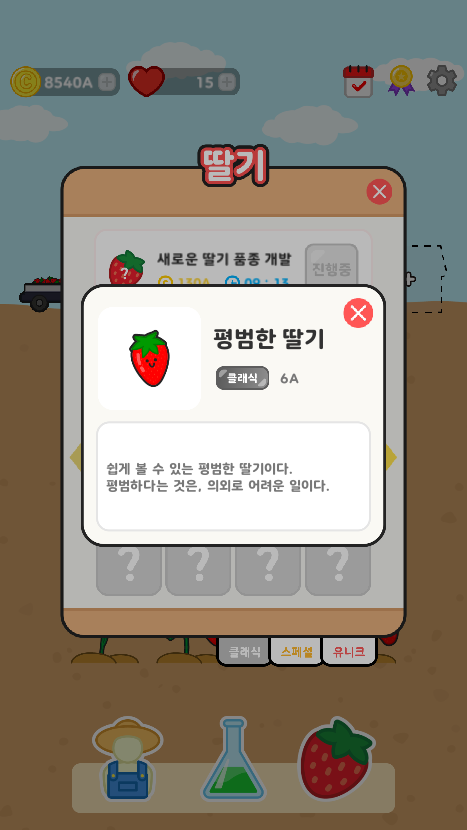 8540A
15
딸기
새로운 딸기 품종 개발
진행중
130A
09 : 13
평범한 딸기
클래식
6A
쉽게 볼 수 있는 평범한 딸기이다.
평범하다는 것은, 의외로 어려운 일이다.
? ? ? ?
클래식 스페셜 유니크